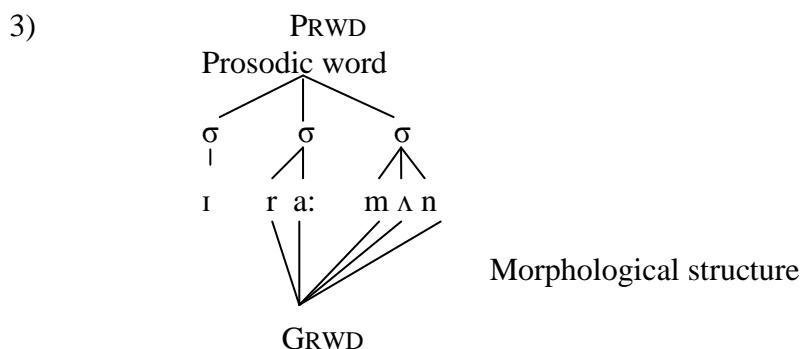 3) PRWD
Prosodic word
σ σ σ
ɪ r a: m ʌ n
Morphological structure
GRWD